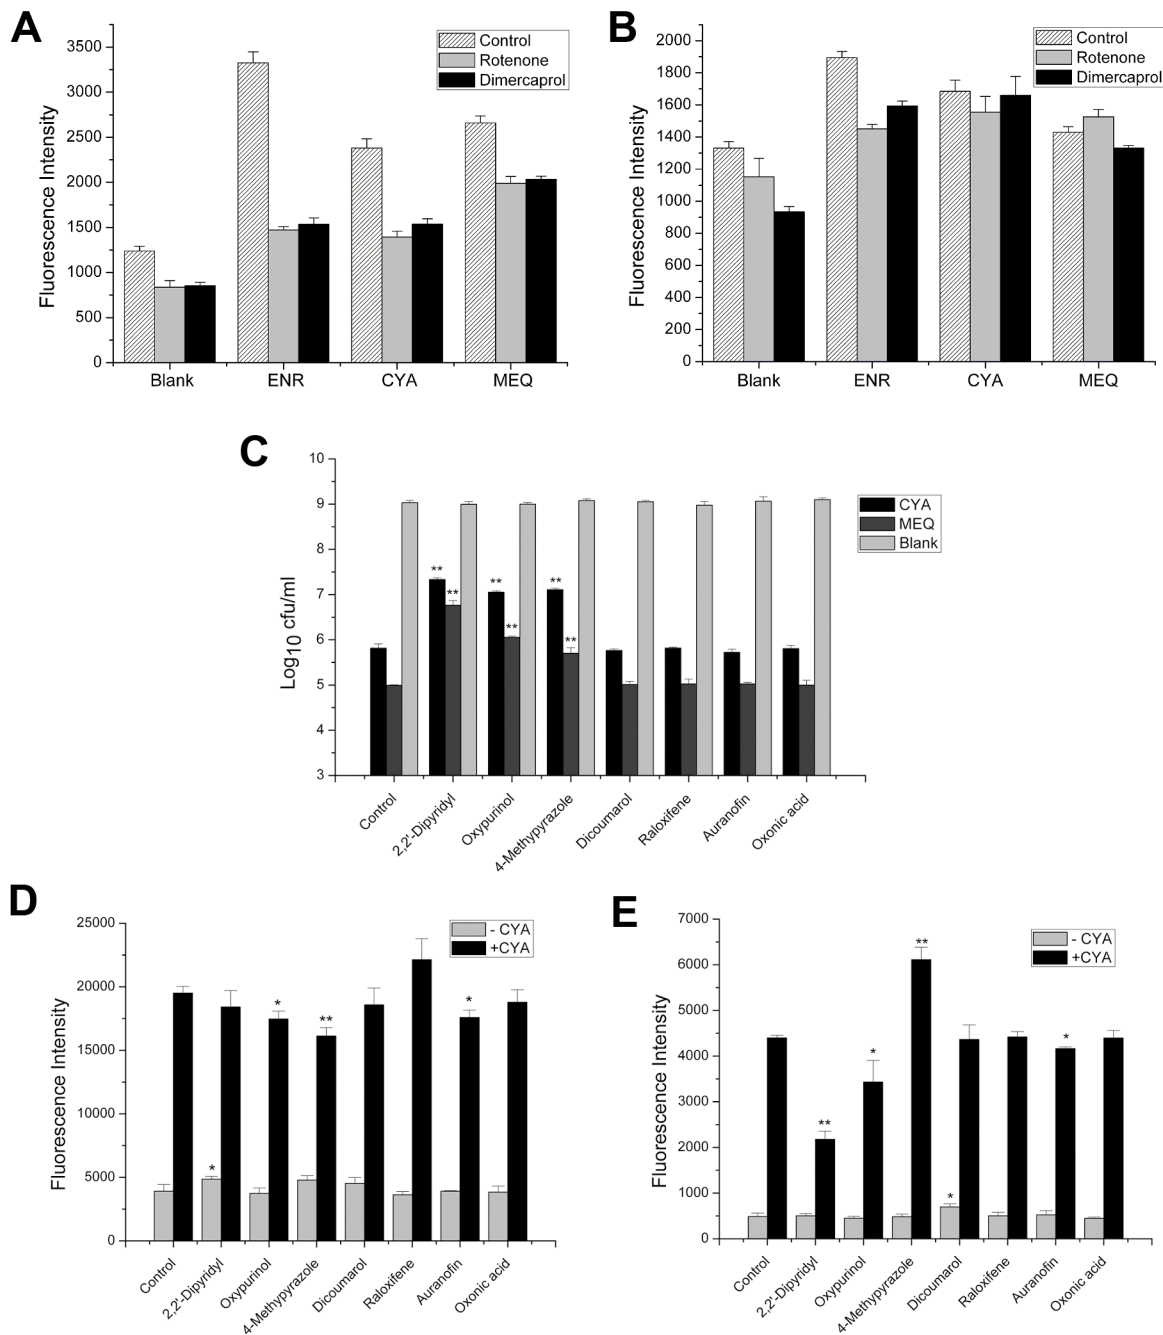 A
Fluorescence Intensity
3500
3000
2500
2000
1500
1000
500
0
Control
Rotenone
Dimercaprol
Blank ENR CYA MEQ
B
Fluorescence Intensity
2000
1800
1600
1400
1200
1000
800
600
400
200
0
Control
Rotenone
Dimercaprol
Blank ENR CYA MEQ
C
Log10 cfu/ml
10
9
8
7
6
5
4
3
CYA
MEQ
Blank
** ** ** ** ** **
Control
2,2'-Dipyridyl
Oxypurinol
4-Methypyrazole
Dicoumarol
Raloxifene
Auranofin
Oxonic acid
D
Fluorescence Intensity
25000
20000
15000
10000
5000
0
- CYA
+CYA
* * ** *
Control
2,2'-Dipyridyl
Oxypurinol
4-Methypyrazole
Dicoumarol
Raloxifene
Auranofin
Oxonic acid
E
Fluorescence Intensity
7000
6000
5000
4000
3000
2000
1000
0
- CYA
+CYA
** * ** * *
Control
2,2'-Dipyridyl
Oxypurinol
4-Methypyrazole
Dicoumarol
Raloxifene
Auranofin
Oxonic acid